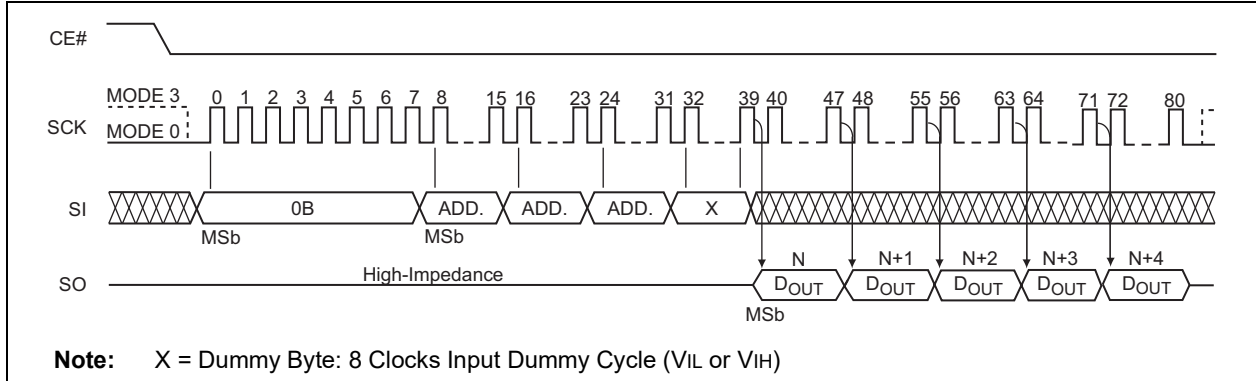 CE#
MODE 3
0 1 2 3 4 5 6 7 8 15 16 23 24 31 32 39 40 47 48 55 56 63 64 71 72 80
SCK
MODE 0
SI
0B ADD. ADD. ADD. X
MSb MSb
N N+1 N+2 N+3 N+4
High-Impedance
SO
DOUT DOUT DOUT DOUT DOUT
MSb
Note: X = Dummy Byte: 8 Clocks Input Dummy Cycle (VIL or VIH)